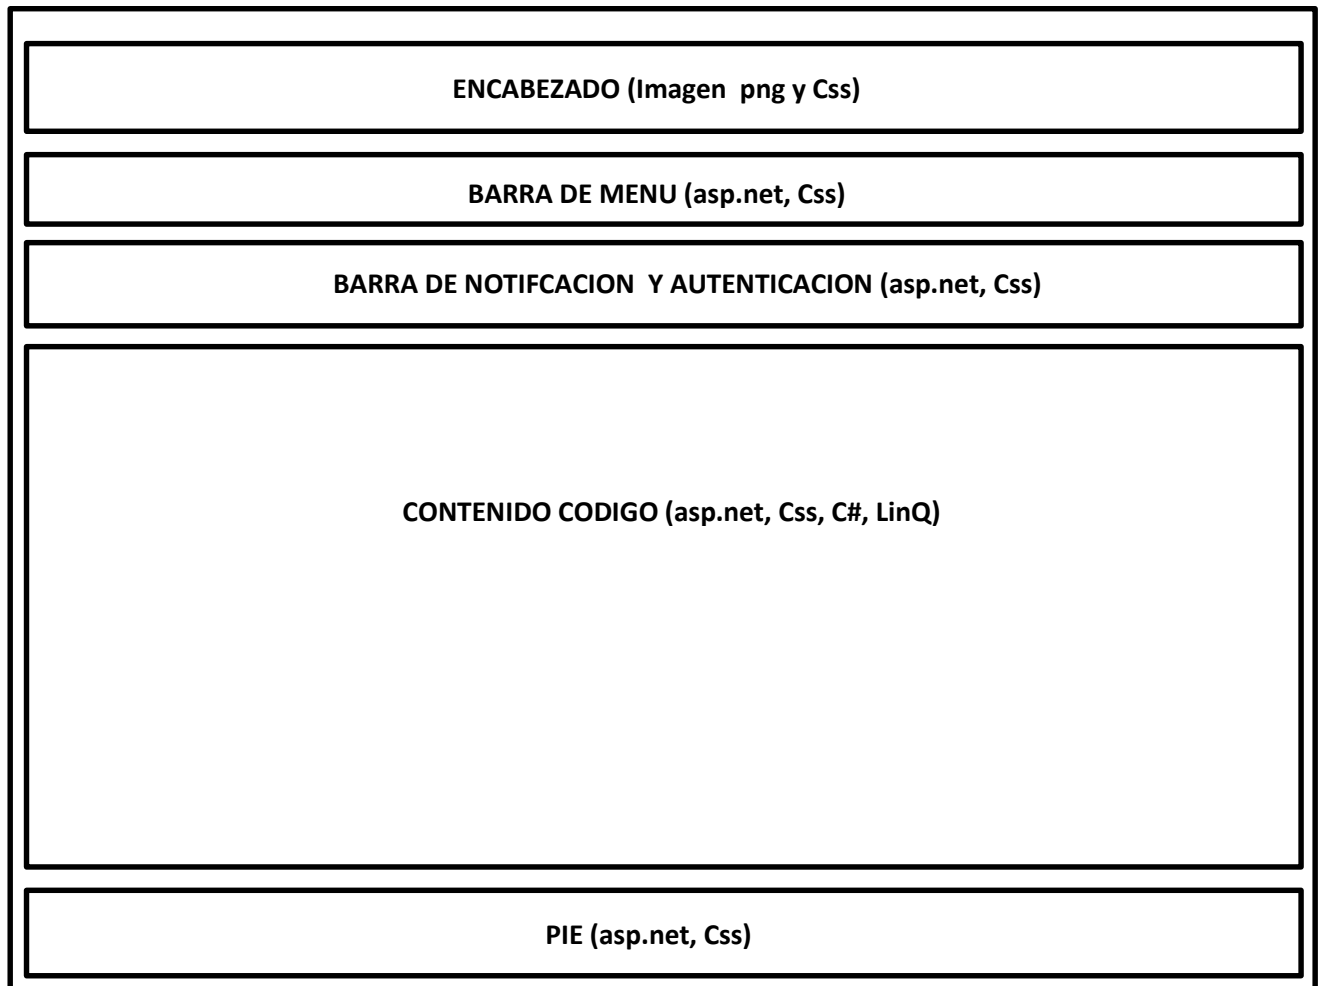 ENCABEZADO (Imagen  png y Css)
BARRA DE MENU (asp.net, Css)
BARRA DE NOTIFCACION  Y AUTENTICACION (asp.net, Css)
CONTENIDO CODIGO (asp.net, Css, C#, LinQ)
PIE (asp.net, Css)